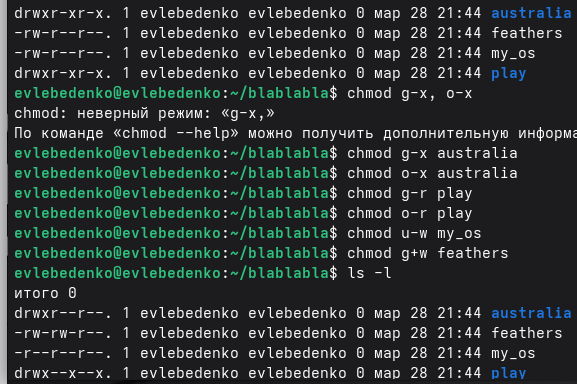 drwxr-xr-x. 1 evlebedenko evlebedenko 0 мар 28 21:44 australia
-rw-r--r--. 1 evlebedenko evlebedenko 0 мар 28 21:44 feathers
-rw-r--r--. 1 evlebedenko evlebedenko 0 мар 28 21:44 my_os
drwxr-xr-x. 1 evlebedenko evlebedenko 0 мар 28 21:44 play
evlebedenko@evlebedenko:~/blablabla$ chmod g-x, o-x
chmod: неверный режим: «g-x,»
По команде «chmod --help» можно получить дополнительную информа
evlebedenko@evlebedenko:~/blablabla$ chmod g-x australia
evlebedenko@evlebedenko:~/blablabla$ chmod o-x australia
evlebedenko@evlebedenko:~/blablabla$ chmod g-r play
evlebedenko@evlebedenko:~/blablabla$ chmod o-r play
evlebedenko@evlebedenko:~/blablabla$ chmod u-w my_os
evlebedenko@evlebedenko:~/blablabla$ chmod g+w feathers
evlebedenko@evlebedenko:~/blablabla$ ls -l
итого 0
drwxr--r--. 1 evlebedenko evlebedenko 0 мар 28 21:44 australia
-rw-rw-r--. 1 evlebedenko evlebedenko 0 мар 28 21:44 feathers
-r--r--r--. 1 evlebedenko evlebedenko 0 мар 28 21:44 my_os
drwx--x--x. 1 evlebedenko evlebedenko 0 мар 28 21:44 play